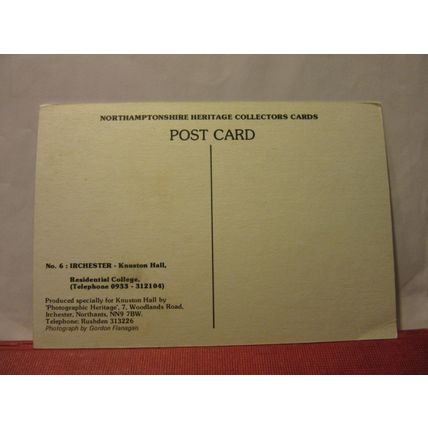 NORTHAMPTONSHIRE HERITAGE COLLECTORS CARDS
POST CARD
No. 6 : IRCHESTER - Knuston Hall,
Residential College.
(Telephone 0933 - 312104)
Produced specially for Knuston Hall by
'Photographic Heritage', 7, Woodlands Road,
Irchester, Northants, NN9 7BW.
Telephone: Rushden 313226
Photograph by Gordon Flanagan